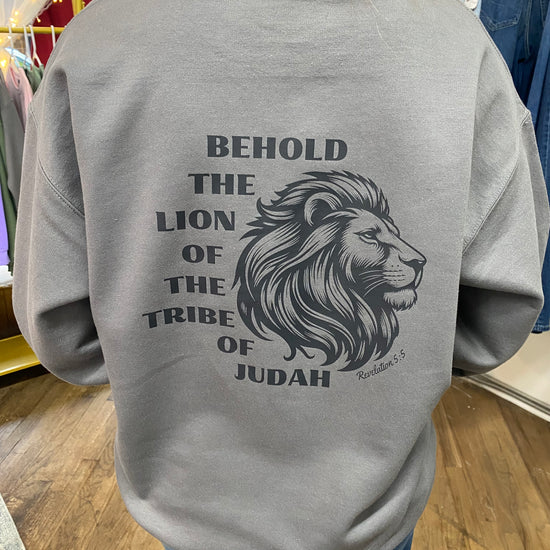 BEHOLD
THE
LION
OF
THE
TRIBE
OF
JUDAH
Revelation 5:5